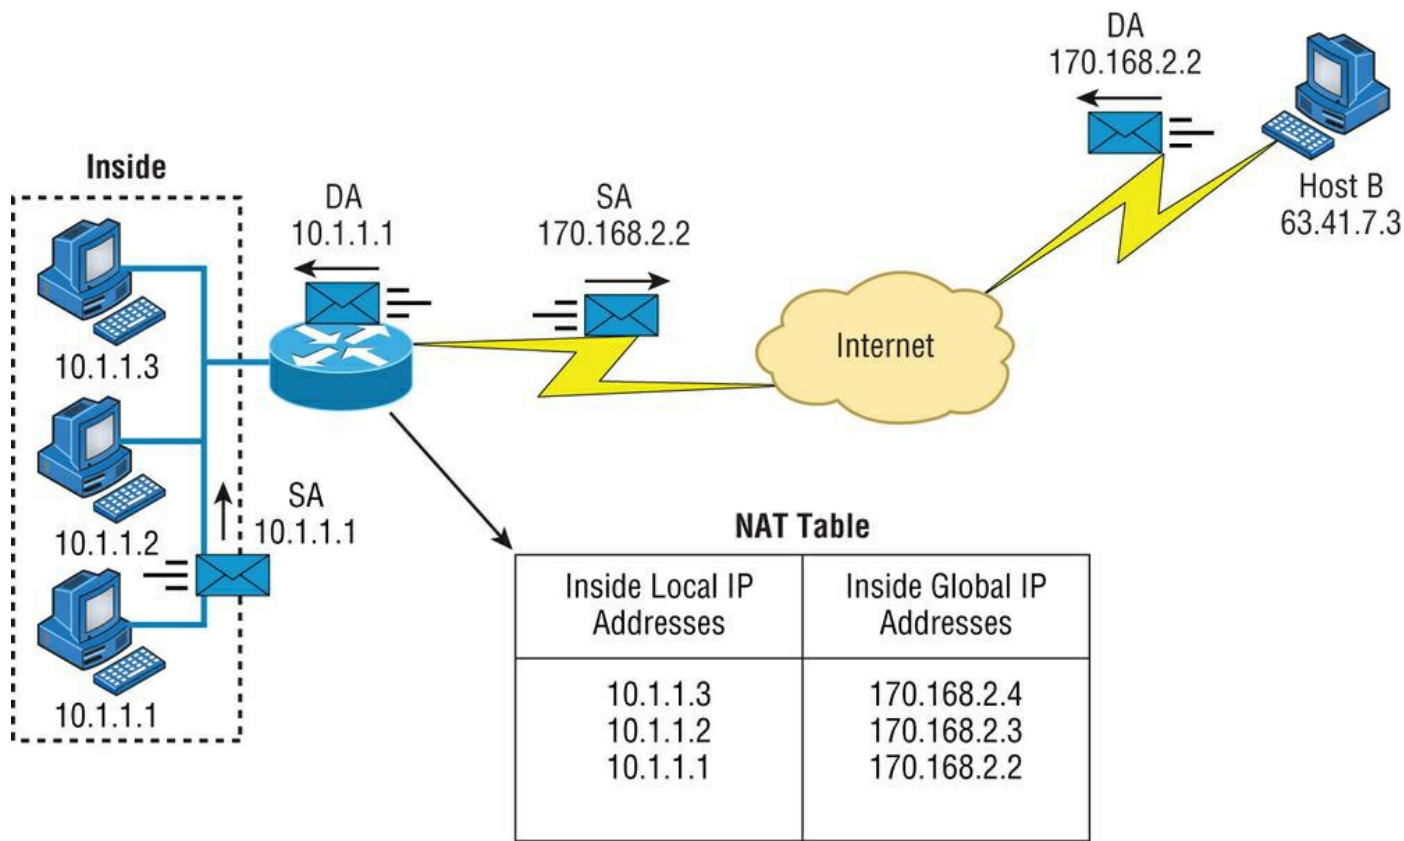 DA
170.168.2.2
Host B
63.41.7.3
Inside
DA
10.1.1.1
SA
170.168.2.2
Internet
10.1.1.3
10.1.1.2
SA
10.1.1.1
10.1.1.1
NAT Table
Inside Local IP
Addresses
Inside Global IP
Addresses
10.1.1.3 170.168.2.4
10.1.1.2 170.168.2.3
10.1.1.1 170.168.2.2